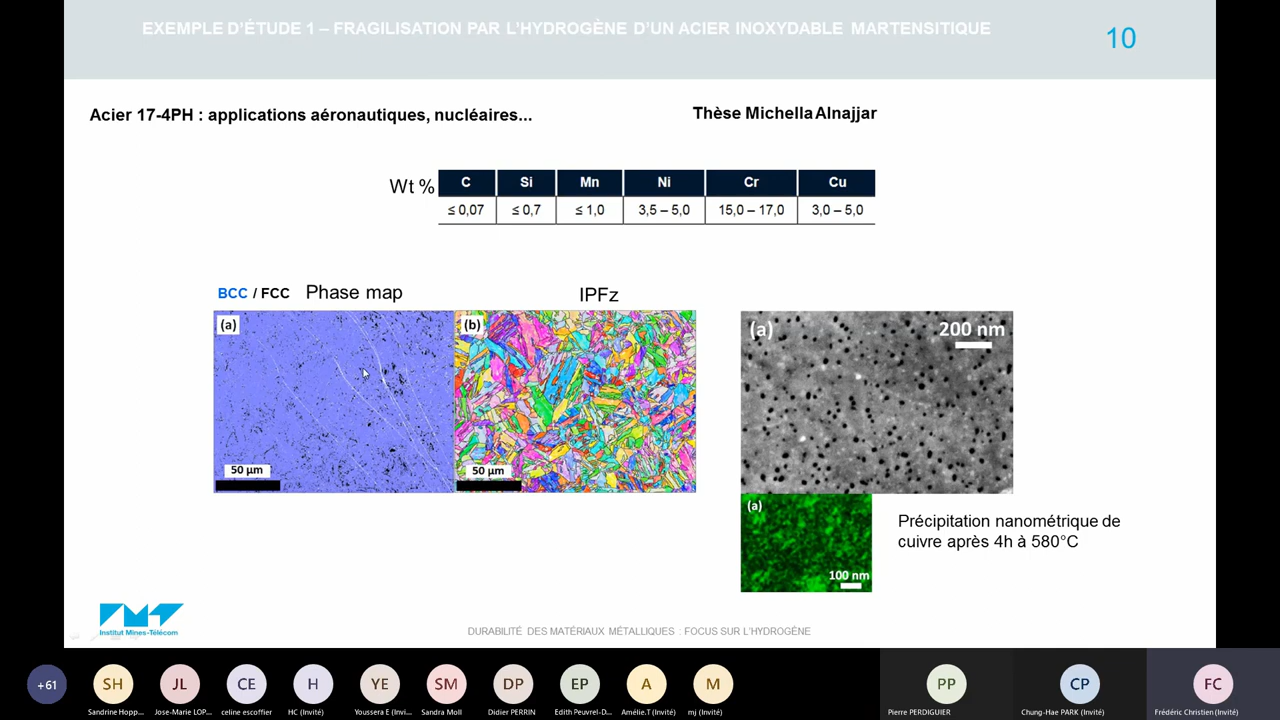 EXEMPLE D'ÉTUDE 1 – FRAGILISATION PAR L'HYDROGÈNE D'UN ACIER INOXYDABLE MARTENSITIQUE
10
Acier 17-4PH : applications aéronautiques, nucléaires...
Thèse Michella Alnajjar
Wt % C Si Mn Ni Cr Cu
≤ 0,07 ≤ 0,7 ≤ 1,0 3,5 – 5,0 15,0 – 17,0 3,0 – 5,0
BCC / FCC Phase map
IPFz
(a)
50 µm
(b)
50 µm
(a)
200 nm
(a)
100 nm
Précipitation nanométrique de
cuivre après 4h à 580°C
Institut Mines-Télécom
DURABILITÉ DES MATÉRIAUX MÉTALLIQUES : FOCUS SUR L'HYDROGÈNE
+61
SH
Sandrine Hopp...
JL
Jose-Marie LOP...
CE
celine escoffier
H
HC (Invité)
YE
Youssera E (Invi...
SM
Sandra Moll
DP
Didier PERRIN
EP
Edith Peuvrel-D...
A
Amélie.T (Invité)
M
mj (Invité)
PP
Pierre PERDIGUIER
CP
Chung-Hae PARK (Invité)
FC
Frédéric Christien (Invité)